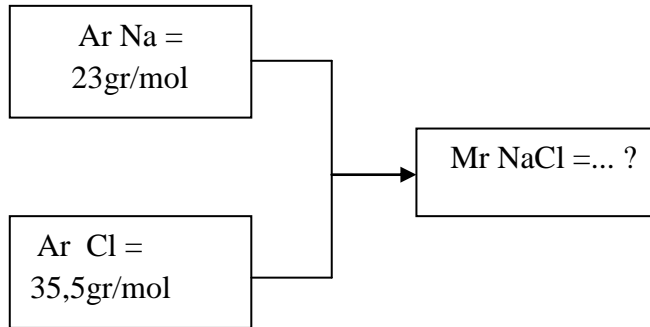 Ar Na =
23gr/mol
Mr NaCl =... ?
Ar Cl =
35,5gr/mol